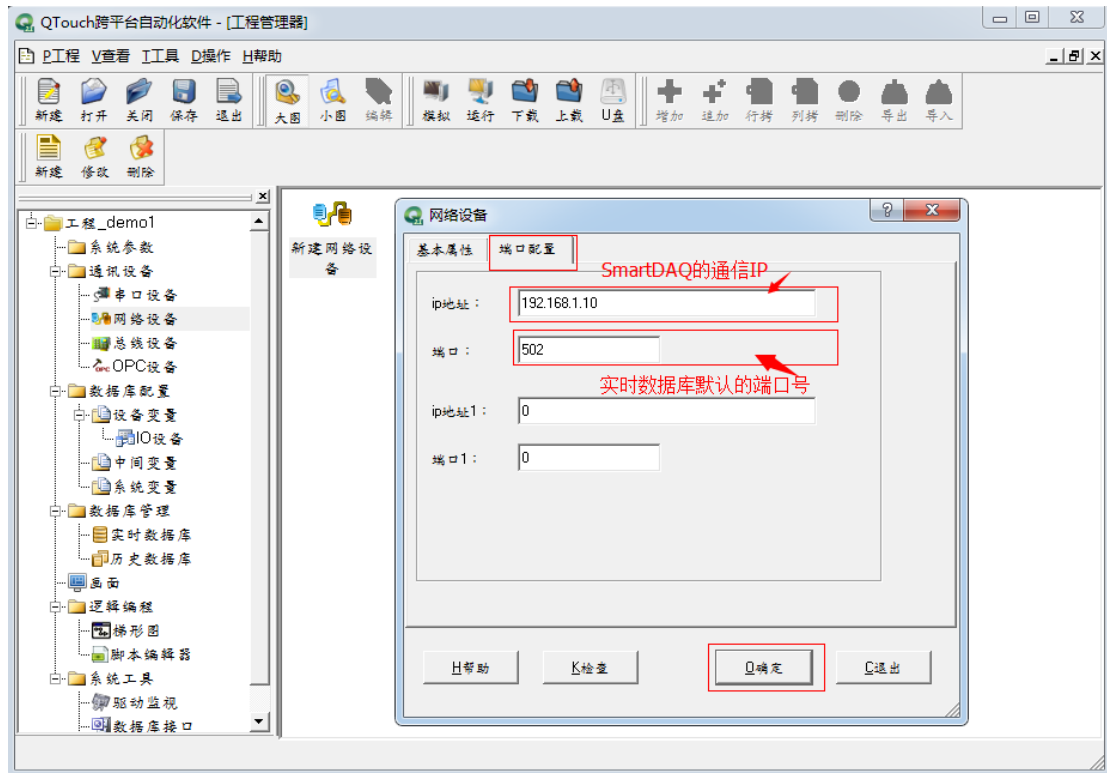 QTouch跨平台自动化软件 - [工程管理器]
P工程 V查看 T工具 D操作 H帮助
新建 打开 关闭 保存 退出 大图 小图 编辑 模拟 运行 下载 上载 U盘 增加 追加 行拷 列拷 删除 导出 导入
新建 修改 删除
工程_demo1
系统参数
通讯设备
串口设备
网络设备
总线设备
OPC设备
数据库配置
设备变量
IO设备
中间变量
系统变量
数据库管理
实时数据库
历史数据库
画面
逻辑编程
梯形图
脚本编辑器
系统工具
驱动监视
数据库接口
新建网络设
备
网络设备
基本属性 端口配置
SmartDAQ的通信IP
ip地址: 192.168.1.10
端口: 502
实时数据库默认的端口号
ip地址1: 0
端口1: 0
H帮助 K检查 O确定 C退出